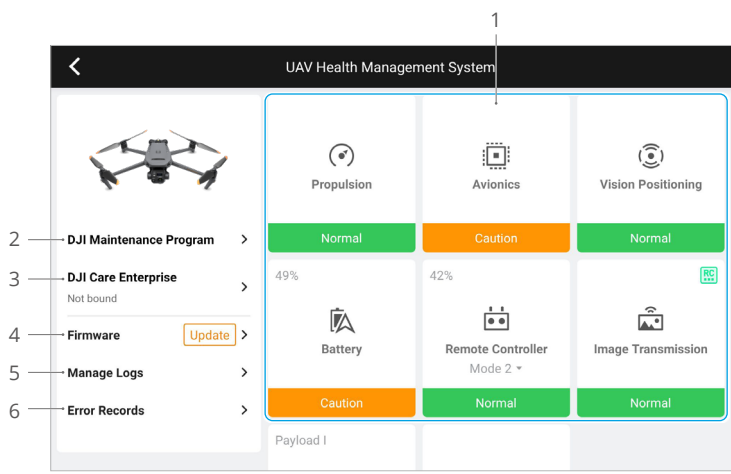 1
UAV Health Management System
Propulsion
Normal
Avionics
Caution
Vision Positioning
Normal
2
DJI Maintenance Program
3
DJI Care Enterprise
Not bound
4
Firmware
Update
5
Manage Logs
6
Error Records
49%
Battery
Caution
42%
Remote Controller
Mode 2
Normal
RC
Image Transmission
Normal
Payload I